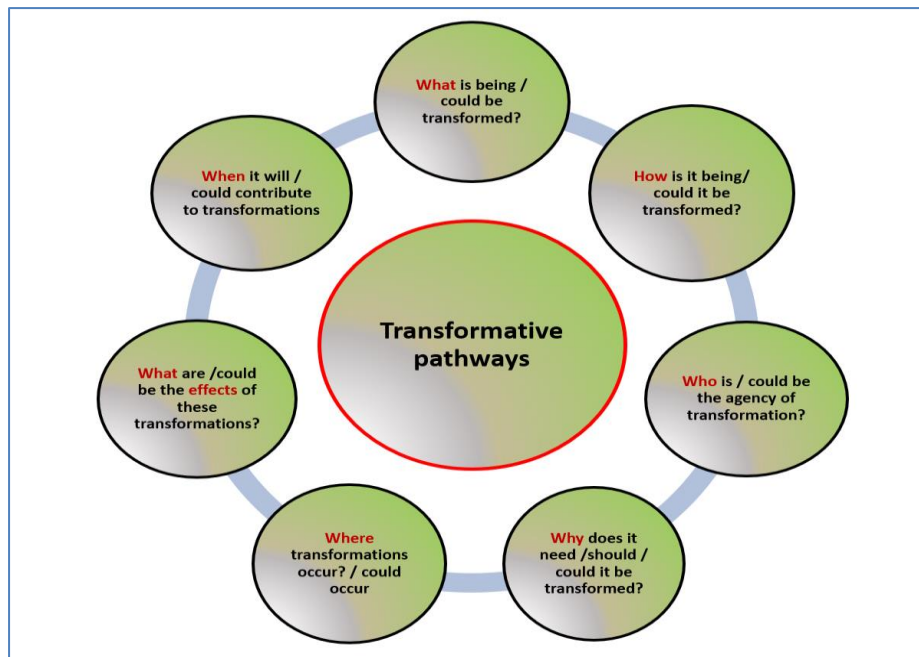 What is being /
could be
transformed?
How is it being/
could it be
transformed?
Who is / could be
the agency of
transformation?
Why does it
need /should /
could it be
transformed?
Where
transformations
occur? / could
occur
What are /could
be the effects of
these
transformations?
When it will /
could contribute
to transformations
Transformative
pathways